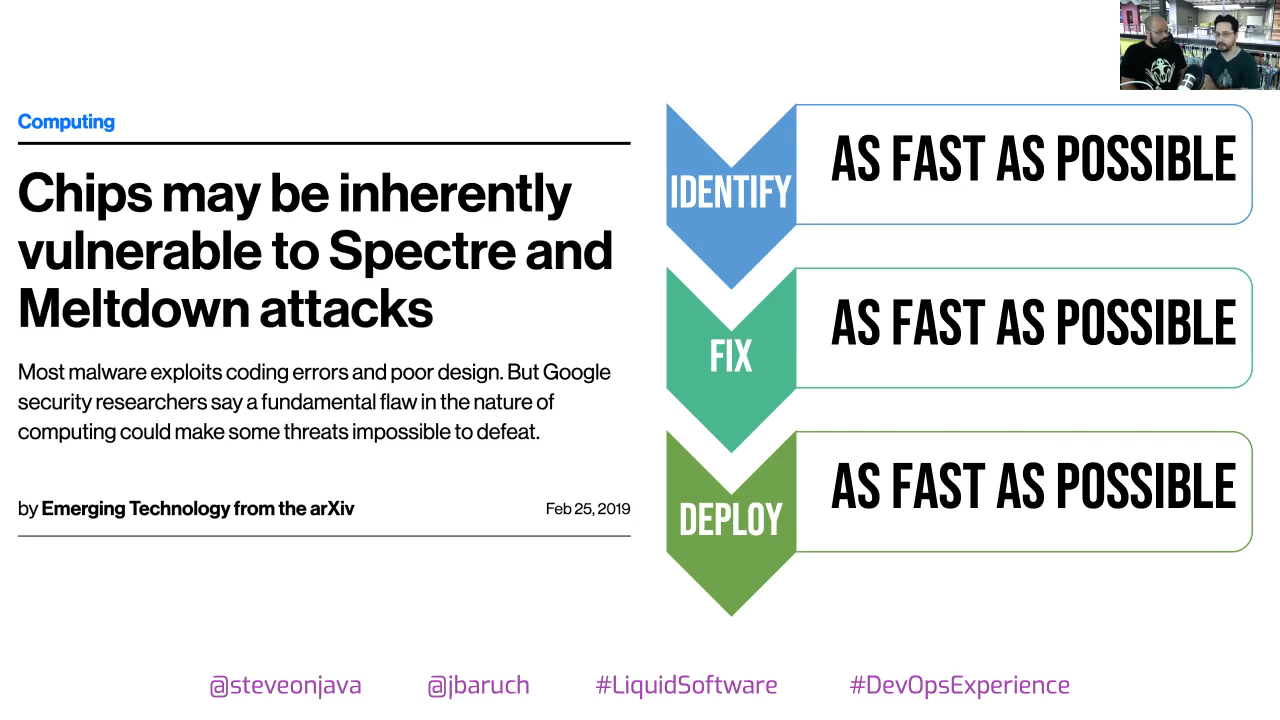 Computing
Chips may be inherently
vulnerable to Spectre and
Meltdown attacks
Most malware exploits coding errors and poor design. But Google
security researchers say a fundamental flaw in the nature of
computing could make some threats impossible to defeat.
by Emerging Technology from the arXiv Feb 25, 2019
IDENTIFY AS FAST AS POSSIBLE
FIX AS FAST AS POSSIBLE
DEPLOY AS FAST AS POSSIBLE
@steveonjava @jbaruch #LiquidSoftware #DevOpsExperience